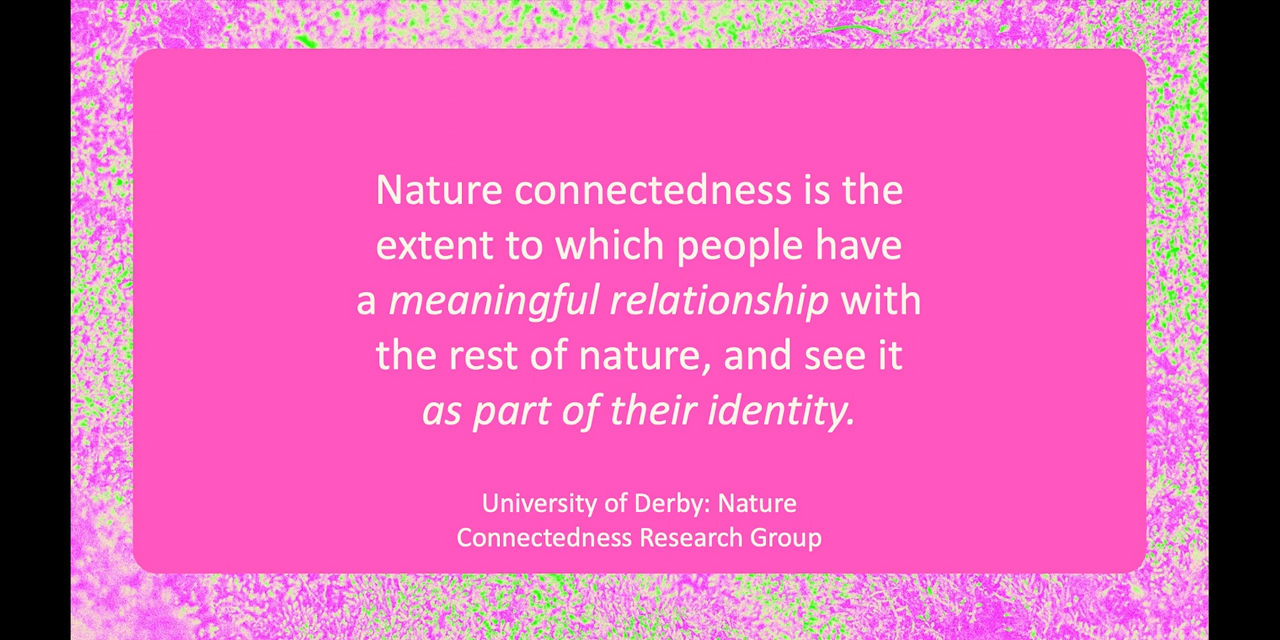 Nature connectedness is the
extent to which people have
a meaningful relationship with
the rest of nature, and see it
as part of their identity.
University of Derby: Nature
Connectedness Research Group